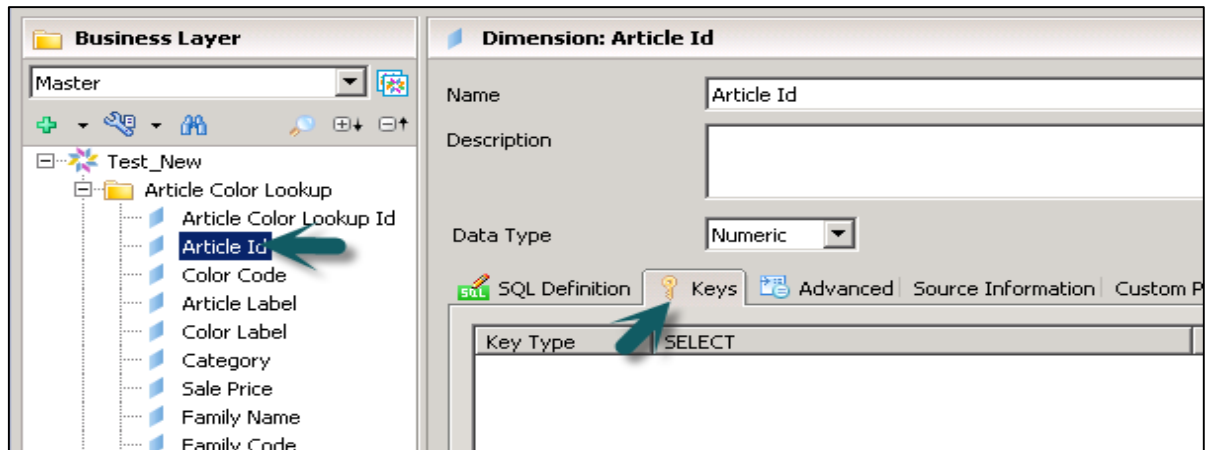 Business Layer
Master
Test_New
Article Color Lookup
Article Color Lookup Id
Article Id
Color Code
Article Label
Color Label
Category
Sale Price
Family Name
Family Code
Dimension: Article Id
Name
Article Id
Description
Data Type
Numeric
SQL Definition
Keys
Advanced
Source Information
Custom P
Key Type
SELECT